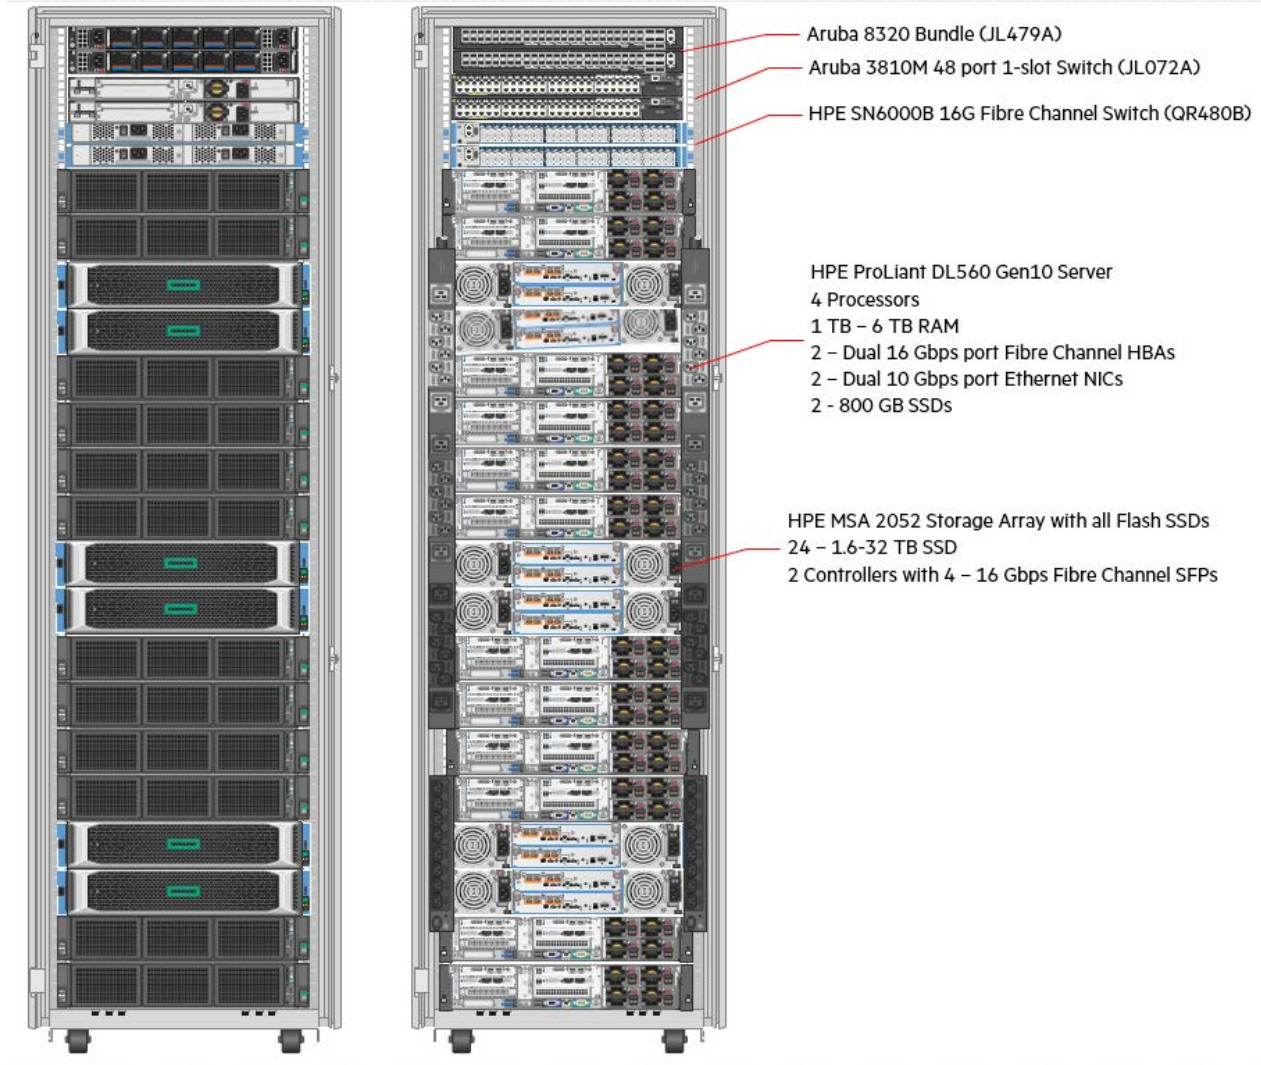 Aruba 8320 Bundle (JL479A)
Aruba 3810M 48 port 1-slot Switch (JL072A)
HPE SN6000B 16G Fibre Channel Switch (QR480B)
HPE ProLiant DL560 Gen10 Server
4 Processors
1 TB – 6 TB RAM
2 – Dual 16 Gbps port Fibre Channel HBAs
2 – Dual 10 Gbps port Ethernet NICs
2 - 800 GB SSDs
HPE MSA 2052 Storage Array with all Flash SSDs
24 – 1.6-32 TB SSD
2 Controllers with 4 – 16 Gbps Fibre Channel SFPs